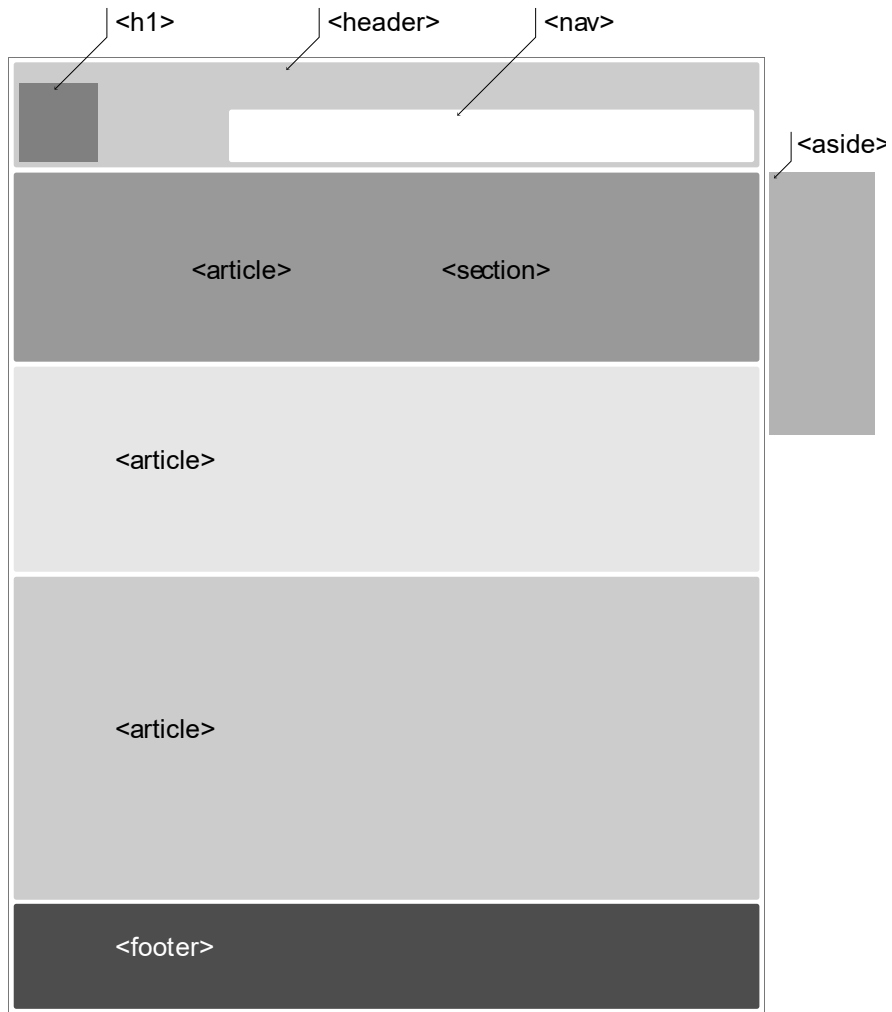 <h1> <header> <nav>
<aside>
<article> <section>
<article>
<article>
<footer>